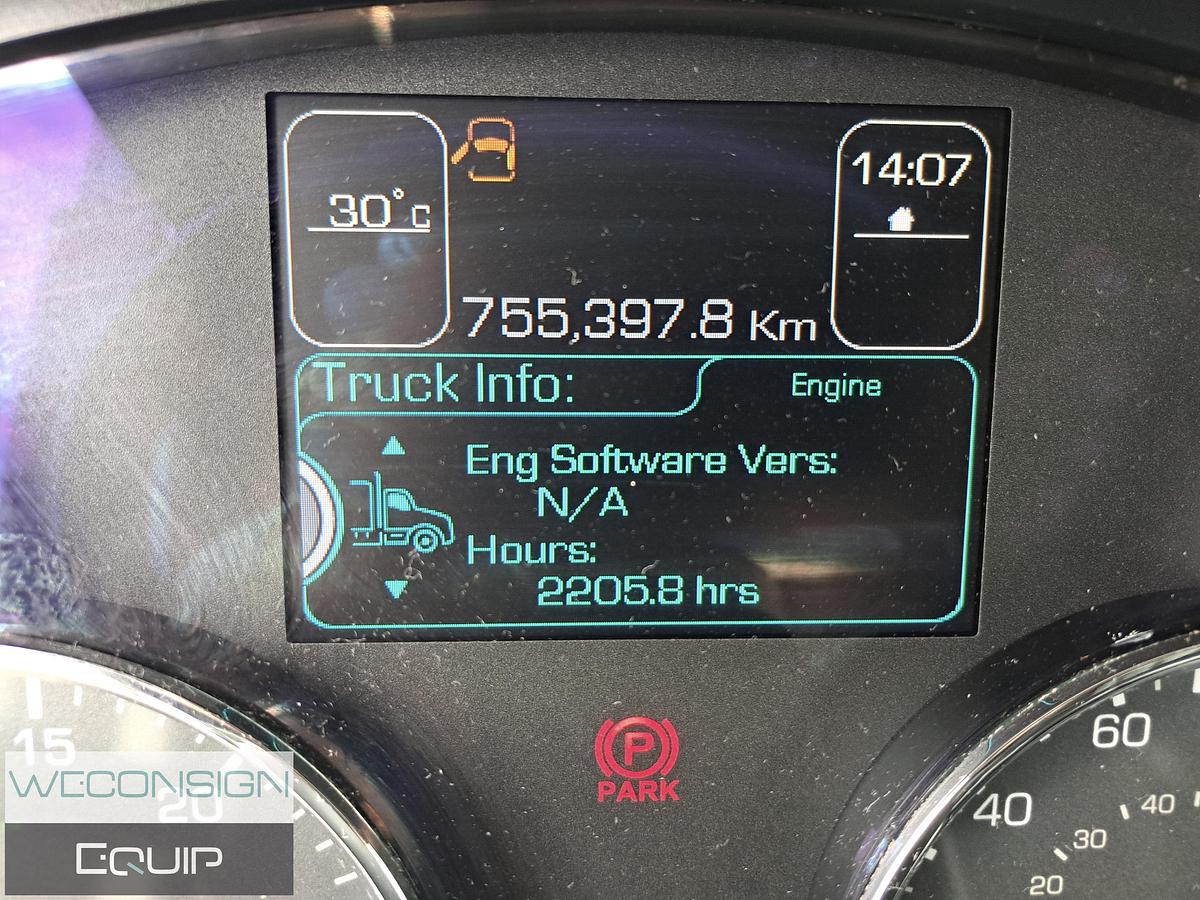 30°C
14:07
755,397.8 Km
Truck Info:
Engine
Eng Software Vers:
N/A
Hours:
2205.8 hrs
P
PARK
15
20
60
40
40
30
20
WECONSIGN
EQUIP